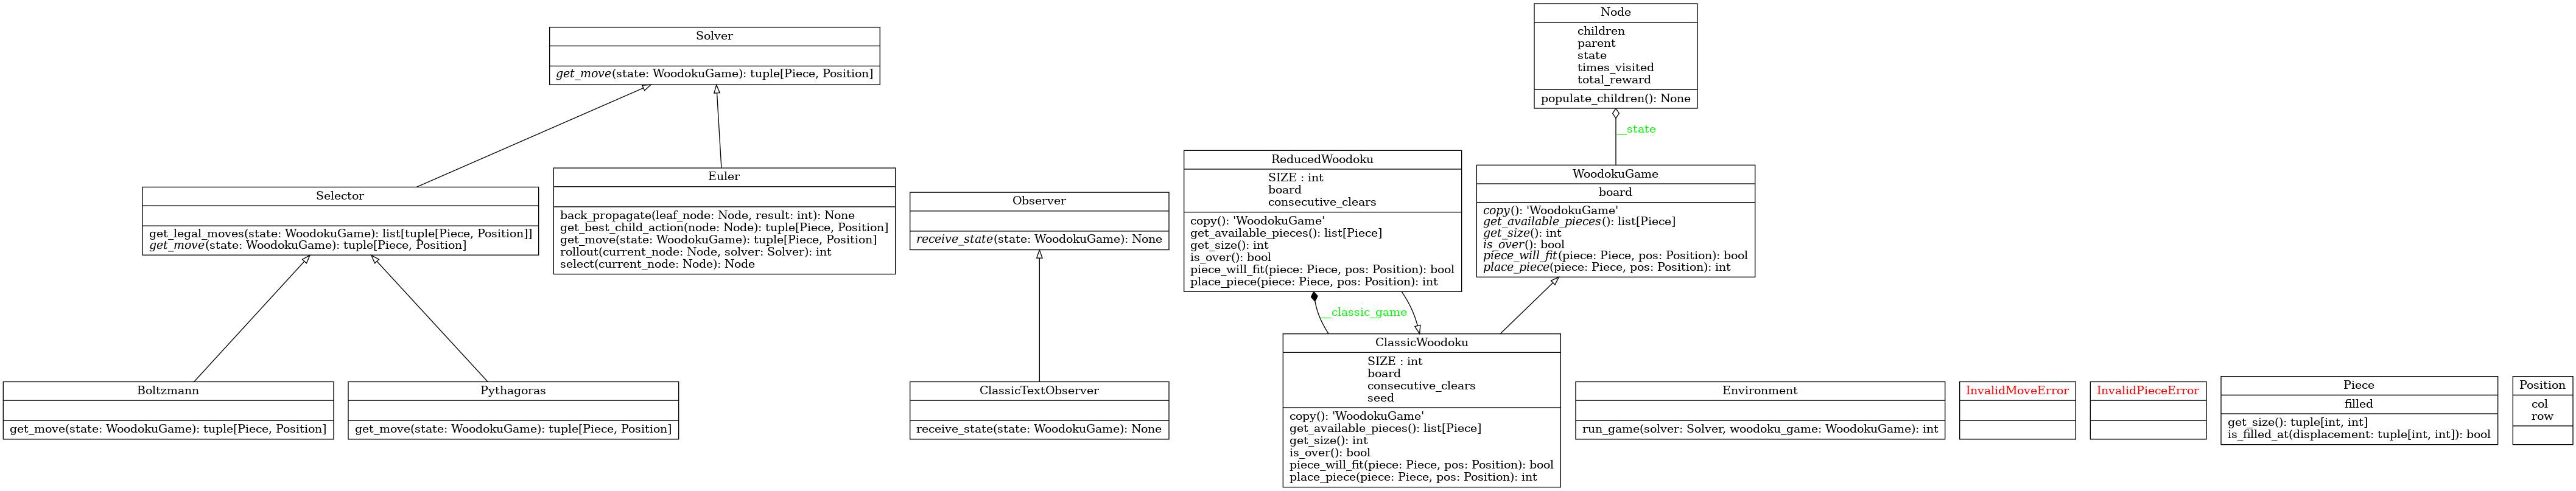 Node
children
parent
state
times_visited
total_reward
populate_children(): None
Solver
get_move(state: WoodokuGame): tuple[Piece, Position]
__state
ReducedWoodoku
SIZE : int
board
consecutive_clears
copy(): 'WoodokuGame'
get_available_pieces(): list[Piece]
get_size(): int
is_over(): bool
piece_will_fit(piece: Piece, pos: Position): bool
place_piece(piece: Piece, pos: Position): int
WoodokuGame
board
copy(): 'WoodokuGame'
get_available_pieces(): list[Piece]
get_size(): int
is_over(): bool
piece_will_fit(piece: Piece, pos: Position): bool
place_piece(piece: Piece, pos: Position): int
Euler
back_propagate(leaf_node: Node, result: int): None
get_best_child_action(node: Node): tuple[Piece, Position]
get_move(state: WoodokuGame): tuple[Piece, Position]
rollout(current_node: Node, solver: Solver): int
select(current_node: Node): Node
Selector
get_legal_moves(state: WoodokuGame): list[tuple[Piece, Position]]
get_move(state: WoodokuGame): tuple[Piece, Position]
Observer
receive_state(state: WoodokuGame): None
__classic_game
ClassicWoodoku
SIZE : int
board
consecutive_clears
seed
copy(): 'WoodokuGame'
get_available_pieces(): list[Piece]
get_size(): int
is_over(): bool
piece_will_fit(piece: Piece, pos: Position): bool
place_piece(piece: Piece, pos: Position): int
Boltzmann
get_move(state: WoodokuGame): tuple[Piece, Position]
Pythagoras
get_move(state: WoodokuGame): tuple[Piece, Position]
ClassicTextObserver
receive_state(state: WoodokuGame): None
Environment
run_game(solver: Solver, woodoku_game: WoodokuGame): int
InvalidMoveError
InvalidPieceError
Piece
filled
get_size(): tuple[int, int]
is_filled_at(displacement: tuple[int, int]): bool
Position
col
row